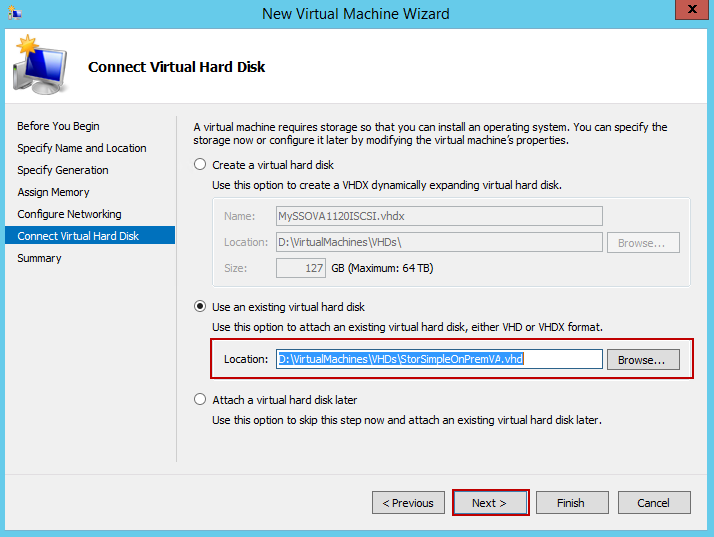 New Virtual Machine Wizard
x
Connect Virtual Hard Disk
Before You Begin
Specify Name and Location
Specify Generation
Assign Memory
Configure Networking
Connect Virtual Hard Disk
Summary
A virtual machine requires storage so that you can install an operating system. You can specify the
storage now or configure it later by modifying the virtual machine's properties.
Create a virtual hard disk
Use this option to create a VHDX dynamically expanding virtual hard disk.
Name: MySSOVA1120ISCSI.vhdx
Location: D:\VirtualMachines\VHDs\ Browse...
Size: 127 GB (Maximum: 64 TB)
Use an existing virtual hard disk
Use this option to attach an existing virtual hard disk, either VHD or VHDX format.
Location: D:\VirtualMachines\VHDs\StorSimpleOnPremVA.vhd Browse...
Attach a virtual hard disk later
Use this option to skip this step now and attach an existing virtual hard disk later.
< Previous Next > Finish Cancel